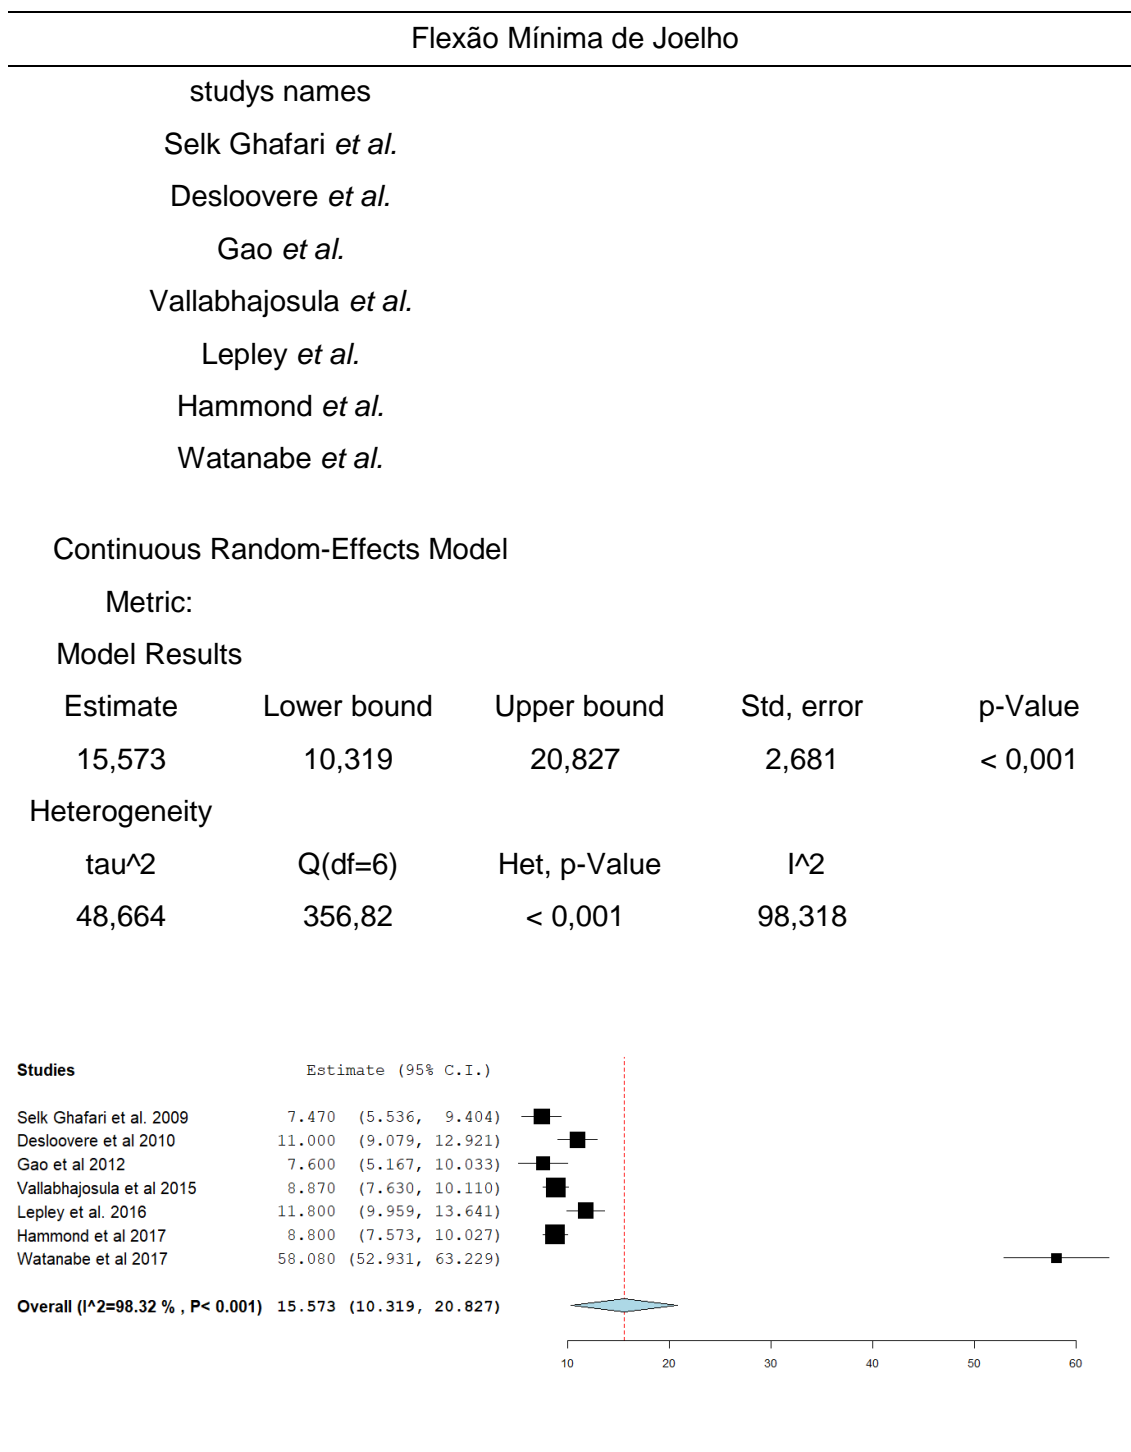 Flexão Mínima de Joelho
studys names
Selk Ghafari et al.
Desloovere et al.
Gao et al.
Vallabhajosula et al.
Lepley et al.
Hammond et al.
Watanabe et al.
Continuous Random-Effects Model
Metric:
Model Results
Estimate Lower bound Upper bound Std, error p-Value
15,573 10,319 20,827 2,681 < 0,001
Heterogeneity
tau^2 Q(df=6) Het, p-Value I^2
48,664 356,82 < 0,001 98,318
Studies Estimate (95% C.I.)
Selk Ghafari et al. 2009 7.470 (5.536, 9.404)
Desloovere et al 2010 11.000 (9.079, 12.921)
Gao et al 2012 7.600 (5.167, 10.033)
Vallabhajosula et al 2015 8.870 (7.630, 10.110)
Lepley et al. 2016 11.800 (9.959, 13.641)
Hammond et al 2017 8.800 (7.573, 10.027)
Watanabe et al 2017 58.080 (52.931, 63.229)
Overall (I^2=98.32 % , P< 0.001) 15.573 (10.319, 20.827)
10 20 30 40 50 60